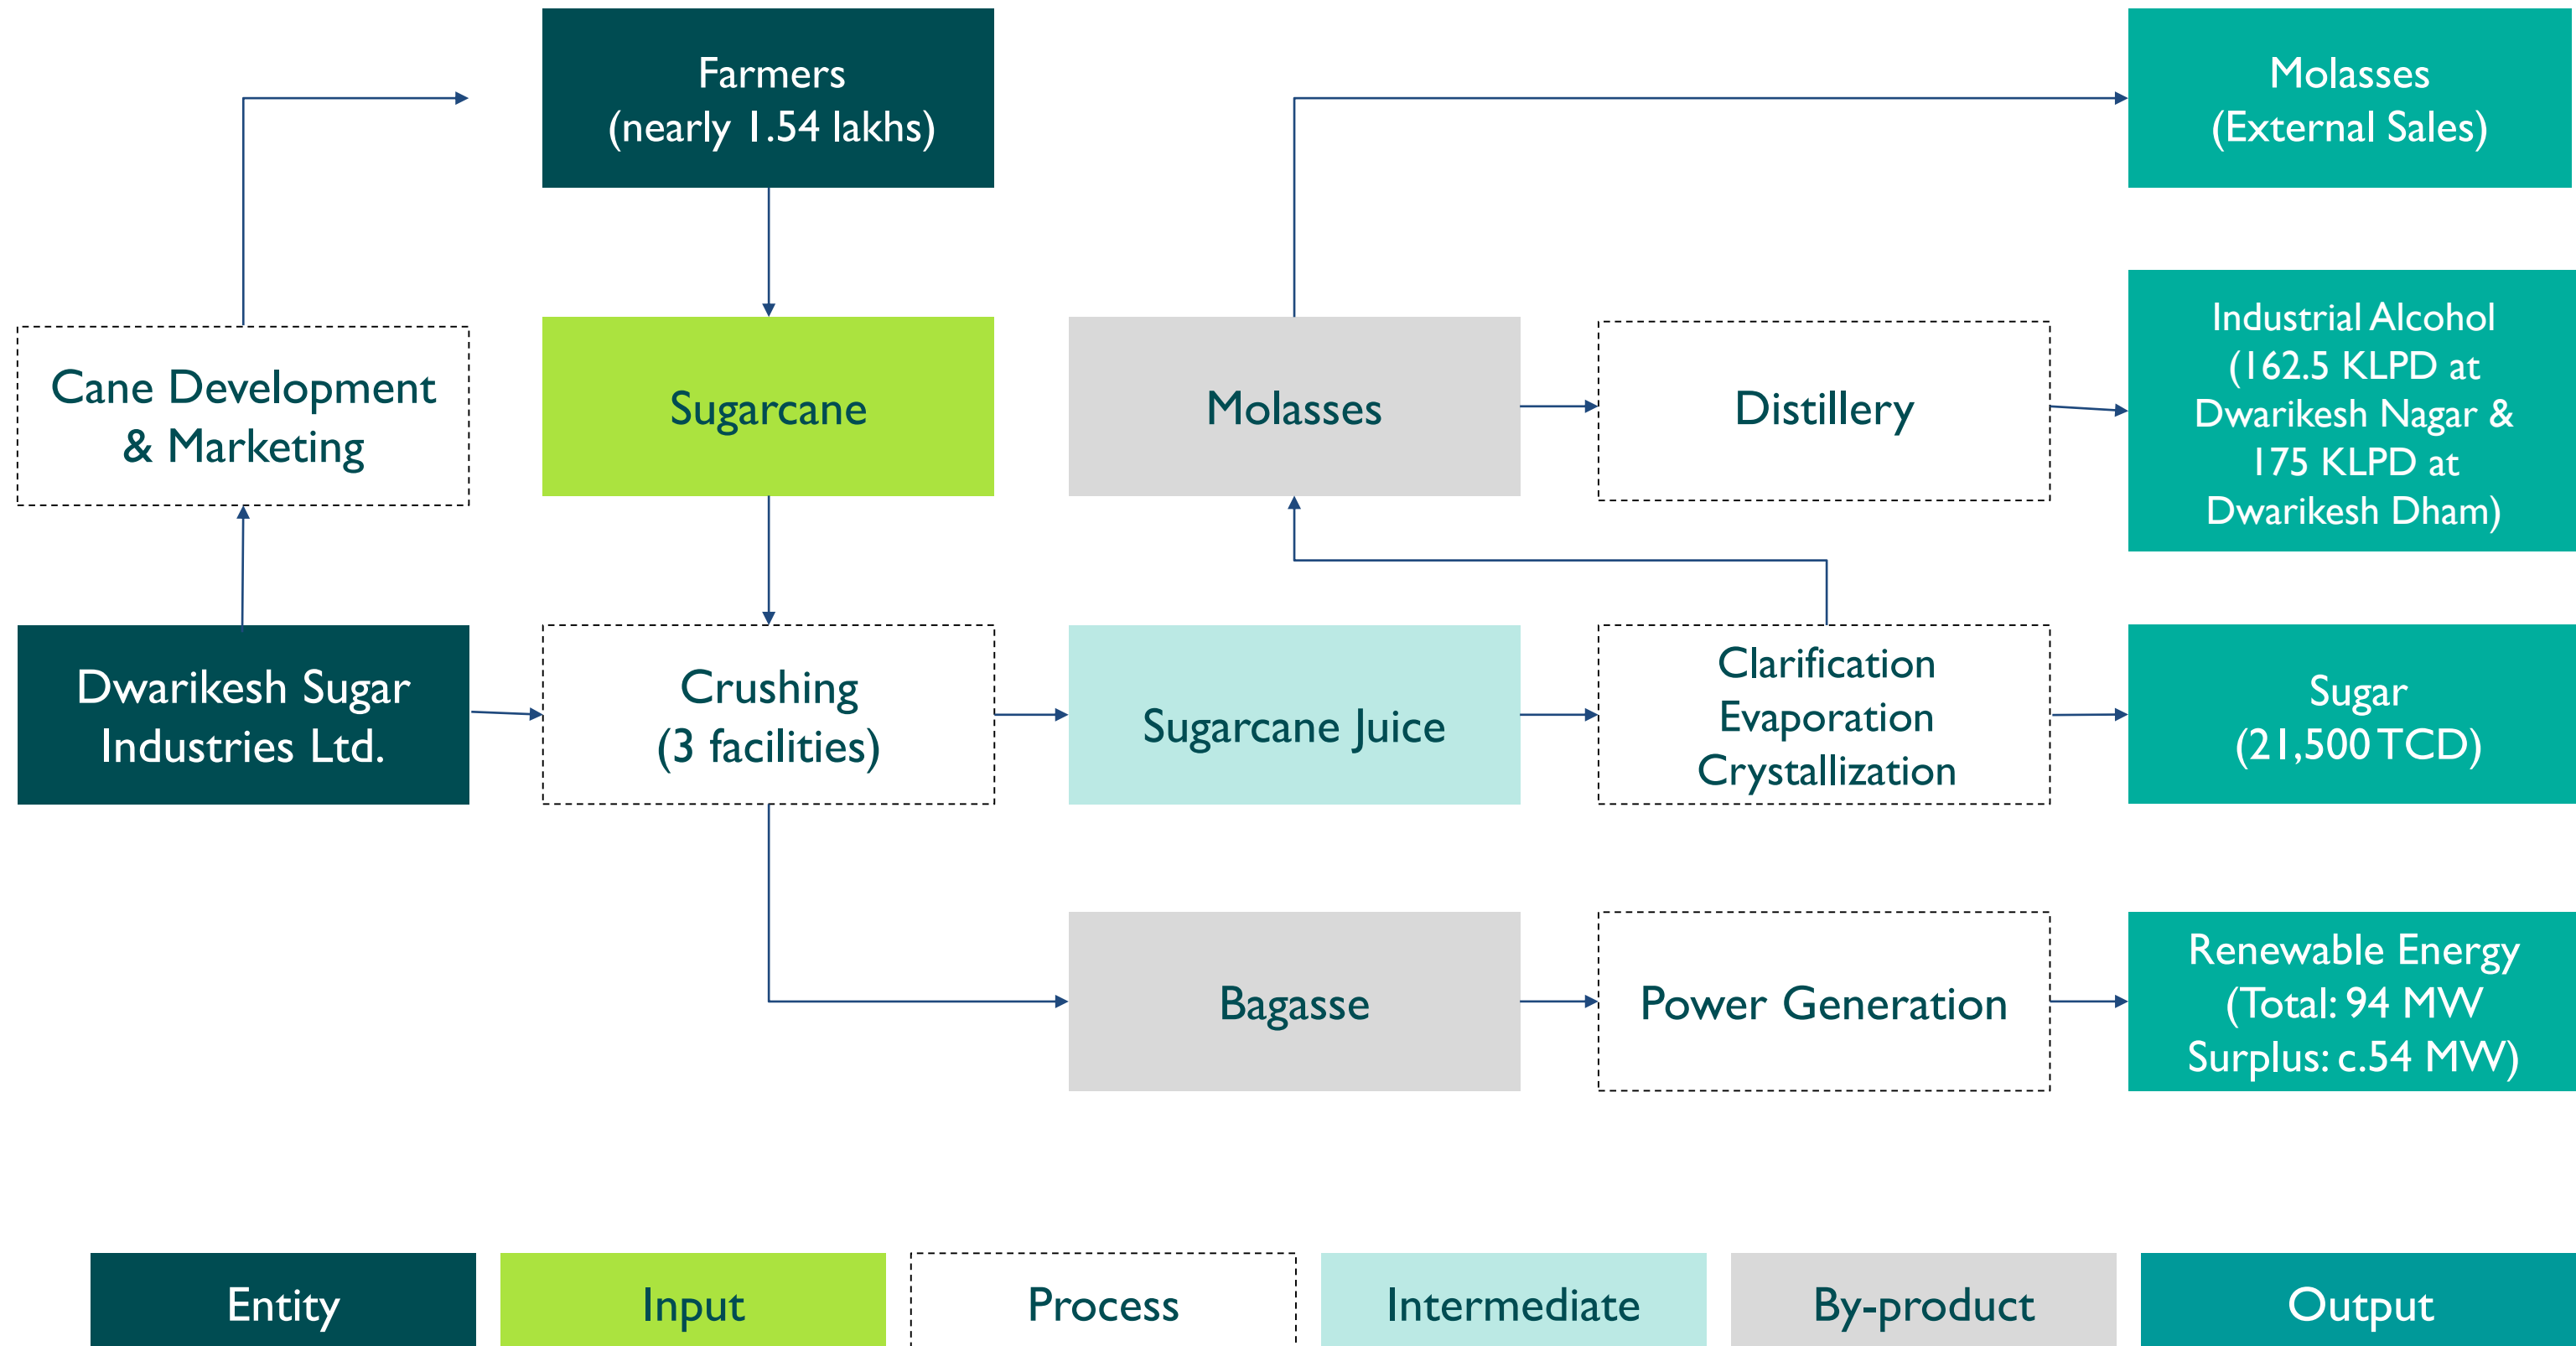 Farmers
(nearly 1.54 lakhs)
Molasses
(External Sales)
Cane Development
& Marketing
Sugarcane
Molasses
Distillery
Industrial Alcohol
(162.5 KLPD at
Dwarikesh Nagar &
175 KLPD at
Dwarikesh Dham)
Dwarikesh Sugar
Industries Ltd.
Crushing
(3 facilities)
Sugarcane Juice
Clarification
Evaporation
Crystallization
Sugar
(21,500 TCD)
Bagasse
Power Generation
Renewable Energy
(Total: 94 MW
Surplus: c.54 MW)
Entity
Input
Process
Intermediate
By-product
Output